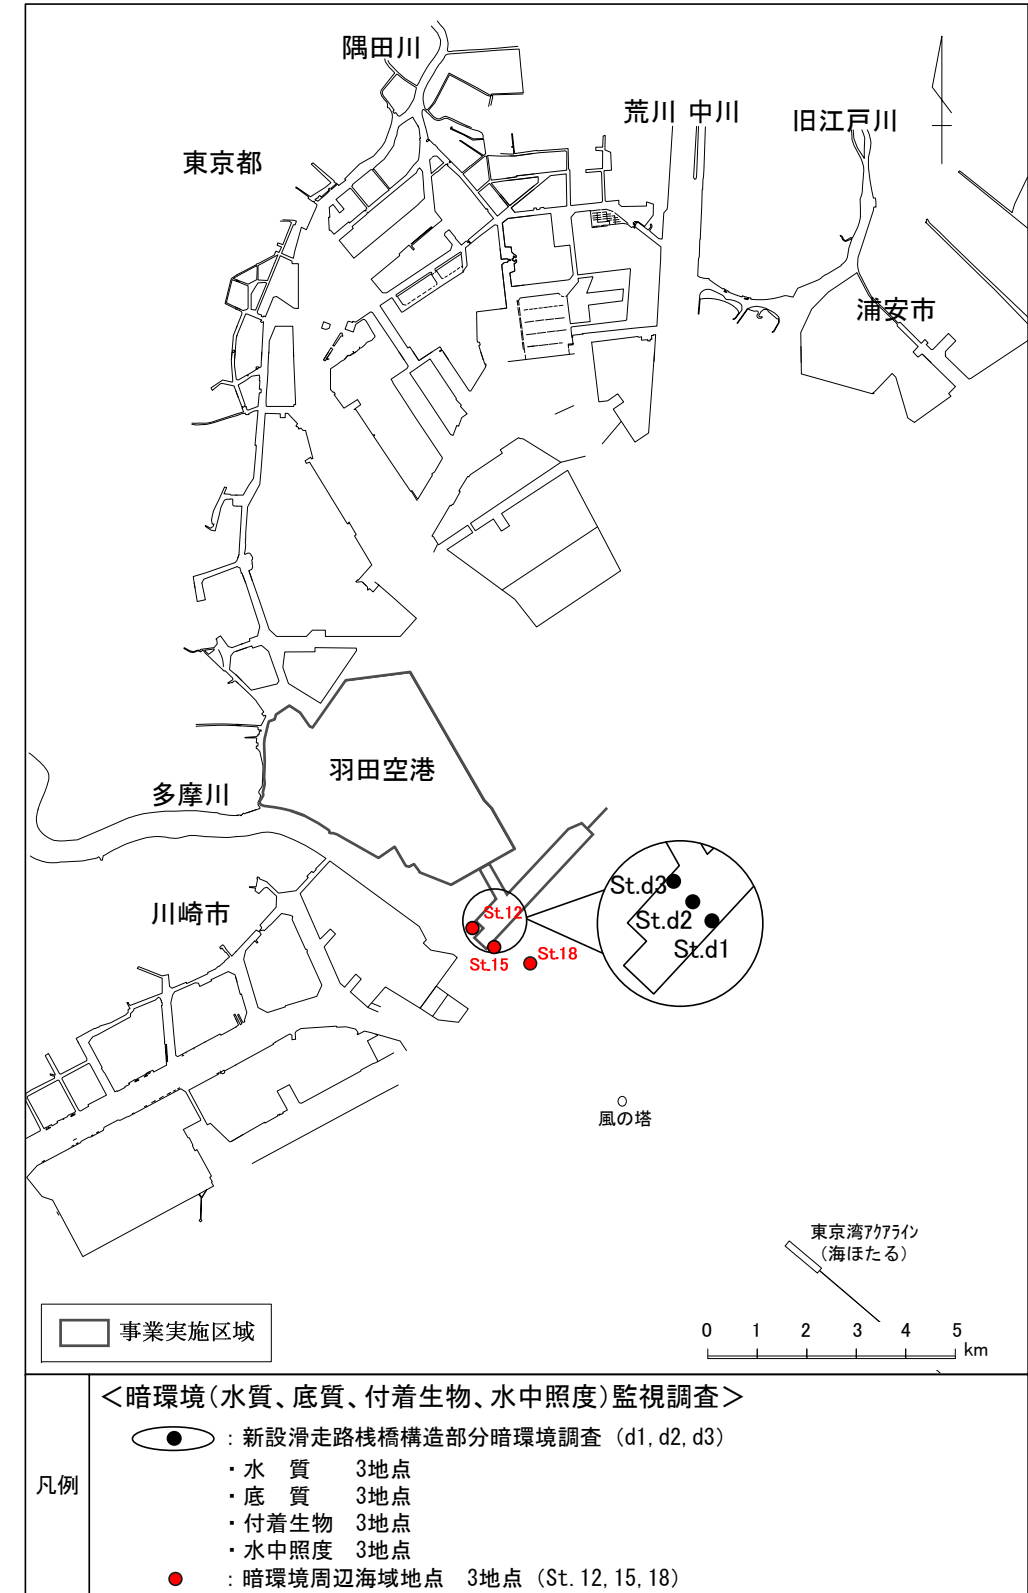 隅田川
荒川 中川
旧江戸川
東京都
浦安市
羽田空港
多摩川
川崎市
St.12
St.15
St.18
St.d3
St.d2
St.d1
風の塔
東京湾アクアライン
（海ほたる）
事業実施区域
0 1 2 3 4 5
km
凡例
＜暗環境（水質、底質、付着生物、水中照度）監視調査＞
：新設滑走路桟橋構造部分暗環境調査（d1,d2,d3）
・水　質　3地点
・底　質　3地点
・付着生物　3地点
・水中照度　3地点
：暗環境周辺海域地点　3地点（St.12,15,18）